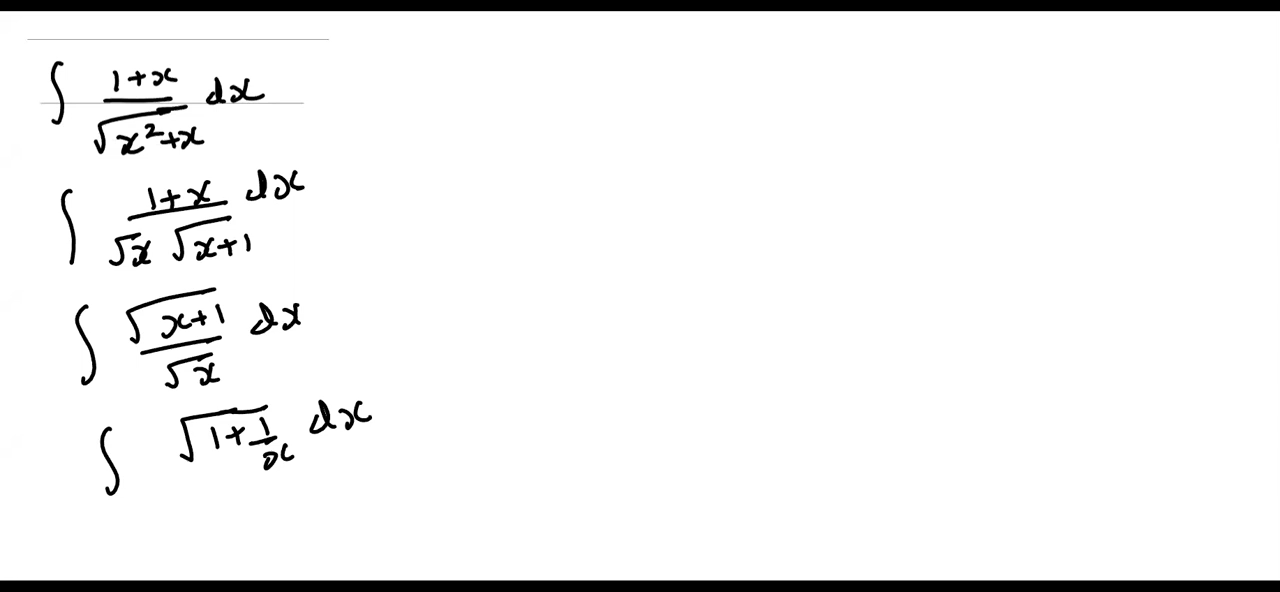 ∫ (1+x)/√(x²+x) dx
∫ (1+x)/(√x √(x+1)) dx
∫ √(x+1)/√x dx
∫ √(1+1/x) dx